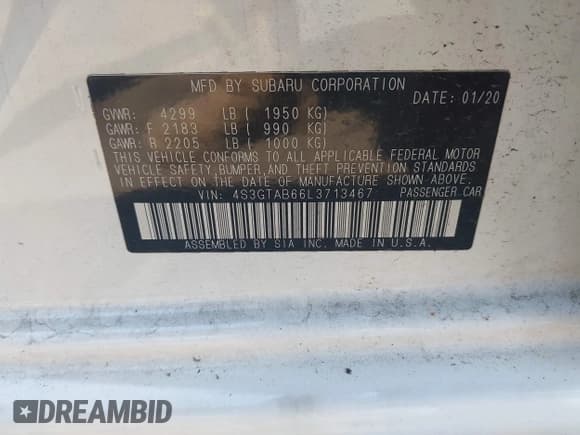 MFD BY SUBARU CORPORATION
DATE: 01/20
GVWR: 4299 LB ( 1950 KG)
GAWR: F 2183 LB ( 990 KG)
GAWR: R 2205 LB ( 1000 KG)
THIS VEHICLE CONFORMS TO ALL APPLICABLE FEDERAL MOTOR
VEHICLE SAFETY, BUMPER, AND THEFT PREVENTION STANDARDS
IN EFFECT ON THE DATE OF MANUFACTURE SHOWN ABOVE.
VIN: 4S3GTAB66L3713467 PASSENGER CAR
ASSEMBLED BY SIA INC. MADE IN U.S.A.
DREAMBID